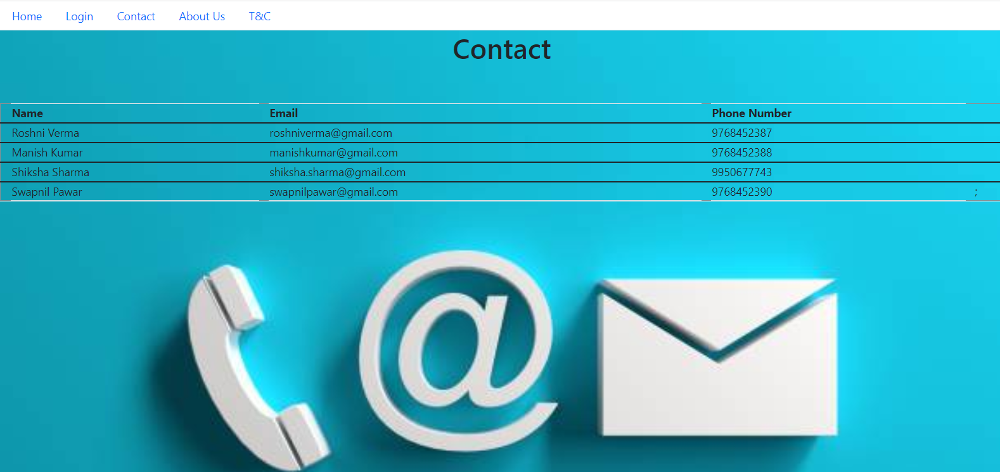 Home Login Contact About Us T&C
Contact
Name Email Phone Number
Roshni Verma roshniverma@gmail.com 9768452387
Manish Kumar manishkumar@gmail.com 9768452388
Shiksha Sharma shiksha.sharma@gmail.com 9950677743
Swapnil Pawar swapnilpawar@gmail.com 9768452390 ;
@